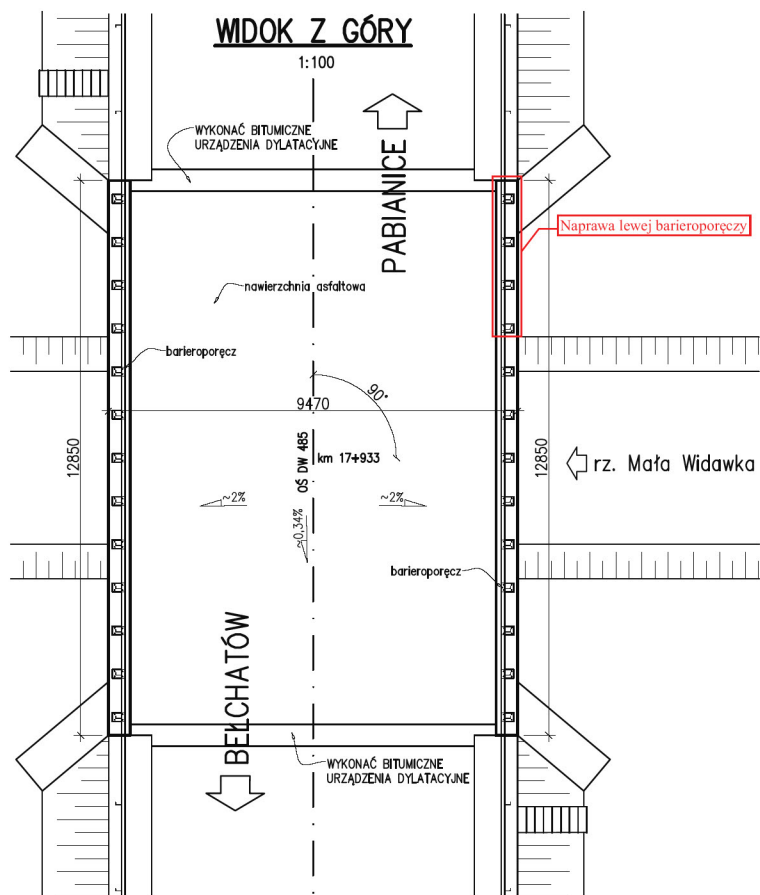 WIDOK Z GÓRY
1:100
WYKONAĆ BITUMICZNE
URZĄDZENIA DYLATACYJNE
PABIANICE
Naprawa lewej barieroporęczy
nawierzchnia asfaltowa
barieroporęcz
90°
9470
12850
OŚ DW 485
km 17+933
12850
rz. Mała Widawka
~2%
~2%
~0,34%
barieroporęcz
BEŁCHATÓW
WYKONAĆ BITUMICZNE
URZĄDZENIA DYLATACYJNE